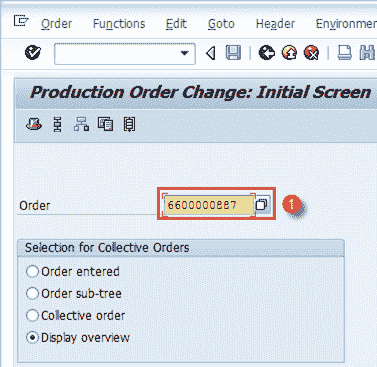 Order Functions Edit Goto Header Environme
Production Order Change: Initial Screen
Order 6600000887 1
Selection for Collective Orders
Order entered
Order sub-tree
Collective order
Display overview